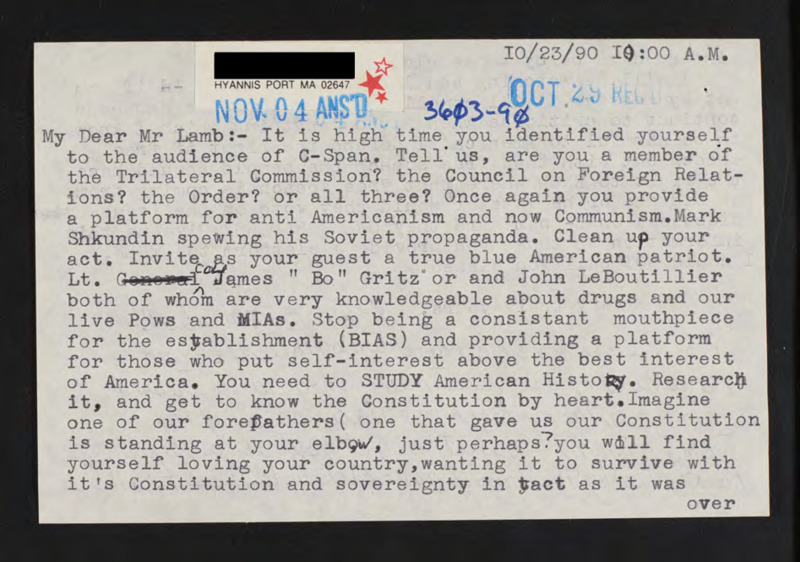 10/23/90 10:00 A.M.
HYANNIS PORT MA 02647
NOV. 04 ANS'D
3603-90
OCT. 29 REC'D
My Dear Mr Lamb:- It is high time you identified yourself
to the audience of C-Span. Tell us, are you a member of
the Trilateral Commission? the Council on Foreign Relat-
ions? the Order? or all three? Once again you provide
a platform for anti Americanism and now Communism.Mark
Shkundin spewing his Soviet propaganda. Clean up your
act. Invite as your guest a true blue American patriot.
Lt. General Col James " Bo" Gritz or and John LeBoutillier
both of whom are very knowledgeable about drugs and our
live Pows and MIAs. Stop being a consistant mouthpiece
for the establishment (BIAS) and providing a platform
for those who put self-interest above the best interest
of America. You need to STUDY American History. Research
it, and get to know the Constitution by heart.Imagine
one of our forefathers( one that gave us our Constitution
is standing at your elbow, just perhaps?you will find
yourself loving your country,wanting it to survive with
it's Constitution and sovereignty in tact as it was
over